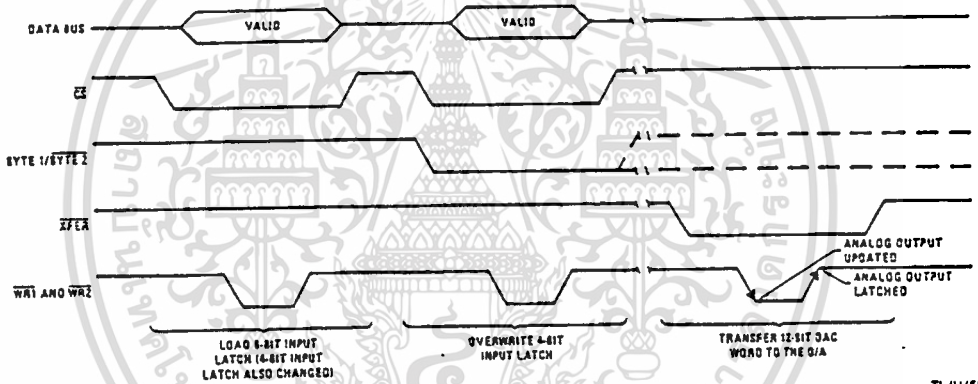 DATA BUS
VALID
VALID
CS
BYTE 1/BYTE 2
XFER
ANALOG OUTPUT
UPDATED
ANALOG OUTPUT
LATCHED
WR1 AND WR2
LOAD 8-BIT INPUT
LATCH (4-BIT INPUT
LATCH ALSO CHANGED)
OVERWRITE 4-BIT
INPUT LATCH
TRANSFER 12-BIT DAC
WORD TO THE D/A